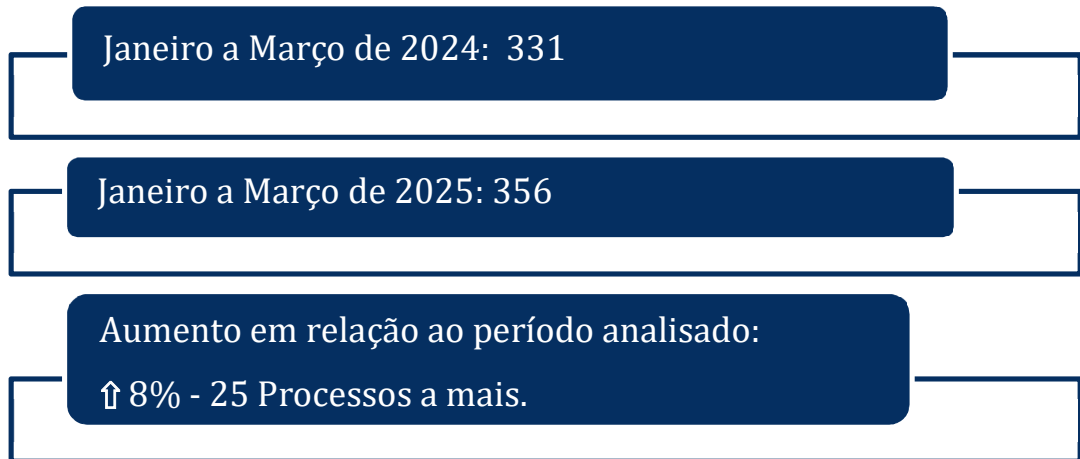 Janeiro a Março de 2024: 331
Janeiro a Março de 2025: 356
Aumento em relação ao período analisado:
⇧ 8% - 25 Processos a mais.